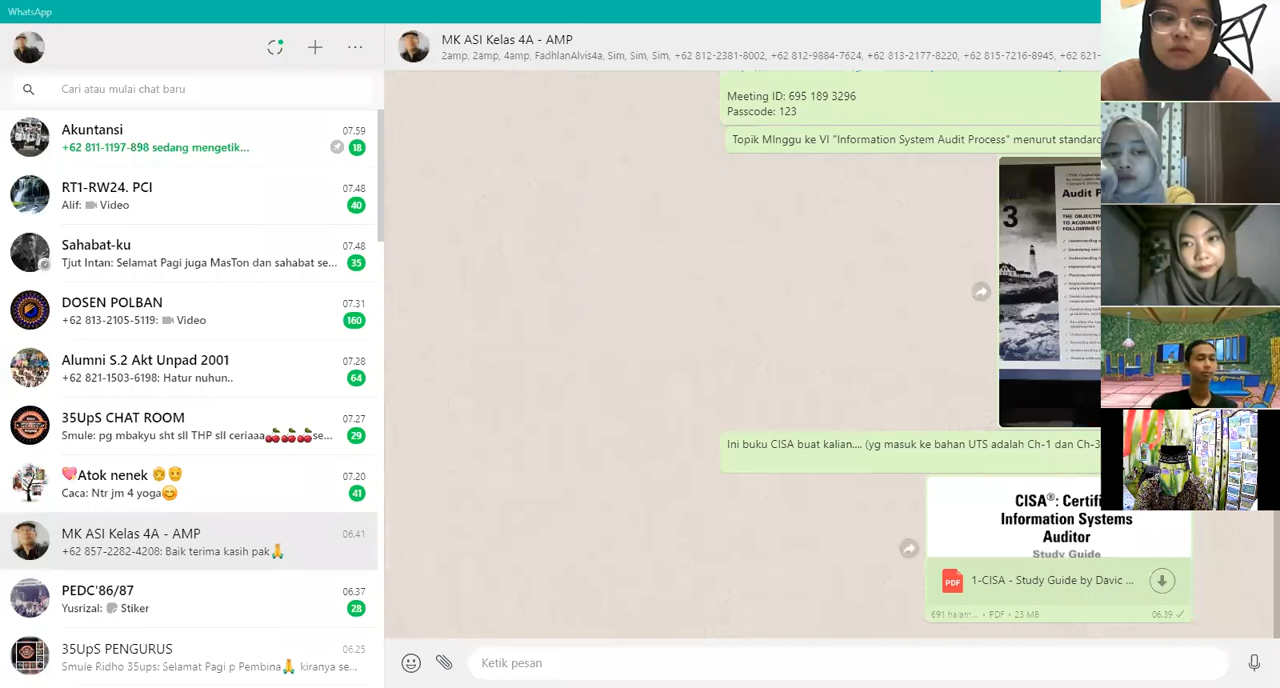 WhatsApp
Cari atau mulai chat baru
Akuntansi
07.59
+62 811-1197-898 sedang mengetik...
18
RT1-RW24. PCI
07.48
Alif: Video
40
Sahabat-ku
07.48
Tjut Intan: Selamat Pagi juga MasTon dan sahabat se...
35
DOSEN POLBAN
07.31
+62 813-2105-5119: Video
160
Alumni S.2 Akt Unpad 2001
07.28
+62 821-1503-6198: Hatur nuhun..
64
35UpS CHAT ROOM
07.27
Smule: pg mbakyu sht sll THP sll ceriaaa🍒🍒🍒se...
29
💖Atok nenek 👴👵
07.20
Caca: Ntr jm 4 yoga😊
41
MK ASI Kelas 4A - AMP
06.41
+62 857-2282-4208: Baik terima kasih pak🙏
PEDC'86/87
06.37
Yusrizal: Stiker
28
35UpS PENGURUS
06.25
Smule Ridho 35ups: Selamat Pagi p Pembina🙏 kiranya se...
MK ASI Kelas 4A - AMP
2amp, 2amp, 4amp, FadhlanAlvis4a, Sim, Sim, Sim, +62 812-2381-8002, +62 812-9884-7624, +62 813-2177-8220, +62 815-7216-8945, +62 821-
Meeting ID: 695 189 3296
Passcode: 123
Topik MInggu ke VI "Information System Audit Process" menurut standard
3
Audit P
THE OBJECTIV
TO ACQUAINT
FOLLOWING C
Ini buku CISA buat kalian.... (yg masuk ke bahan UTS adalah Ch-1 dan Ch-3
CISA®: Certifi
Information Systems
Auditor
Study Guide
PDF
1-CISA - Study Guide by Davic ...
691 halam... • PDF • 23 MB
06.39
Ketik pesan